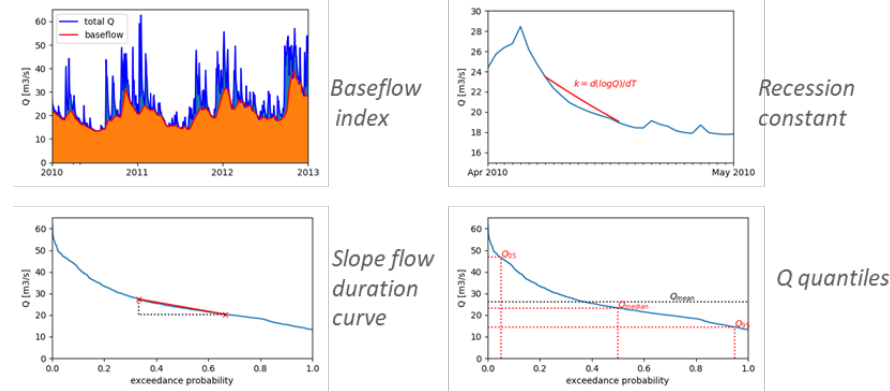 60
50
40
30
20
10
0
Q [m3/s]
total Q
baseflow
2010
2011
2012
2013
Baseflow
index
30
28
26
24
22
20
18
16
Q [m3/s]
k = d(logQ)/dT
Apr 2010
May 2010
Recession
constant
60
50
40
30
20
10
0
Q [m3/s]
0.0
0.2
0.4
0.6
0.8
1.0
exceedance probability
Slope flow
duration
curve
60
50
40
30
20
10
0
Q [m3/s]
Q05
Qmean
Qmedian
Q95
0.0
0.2
0.4
0.6
0.8
1.0
exceedance probability
Q quantiles